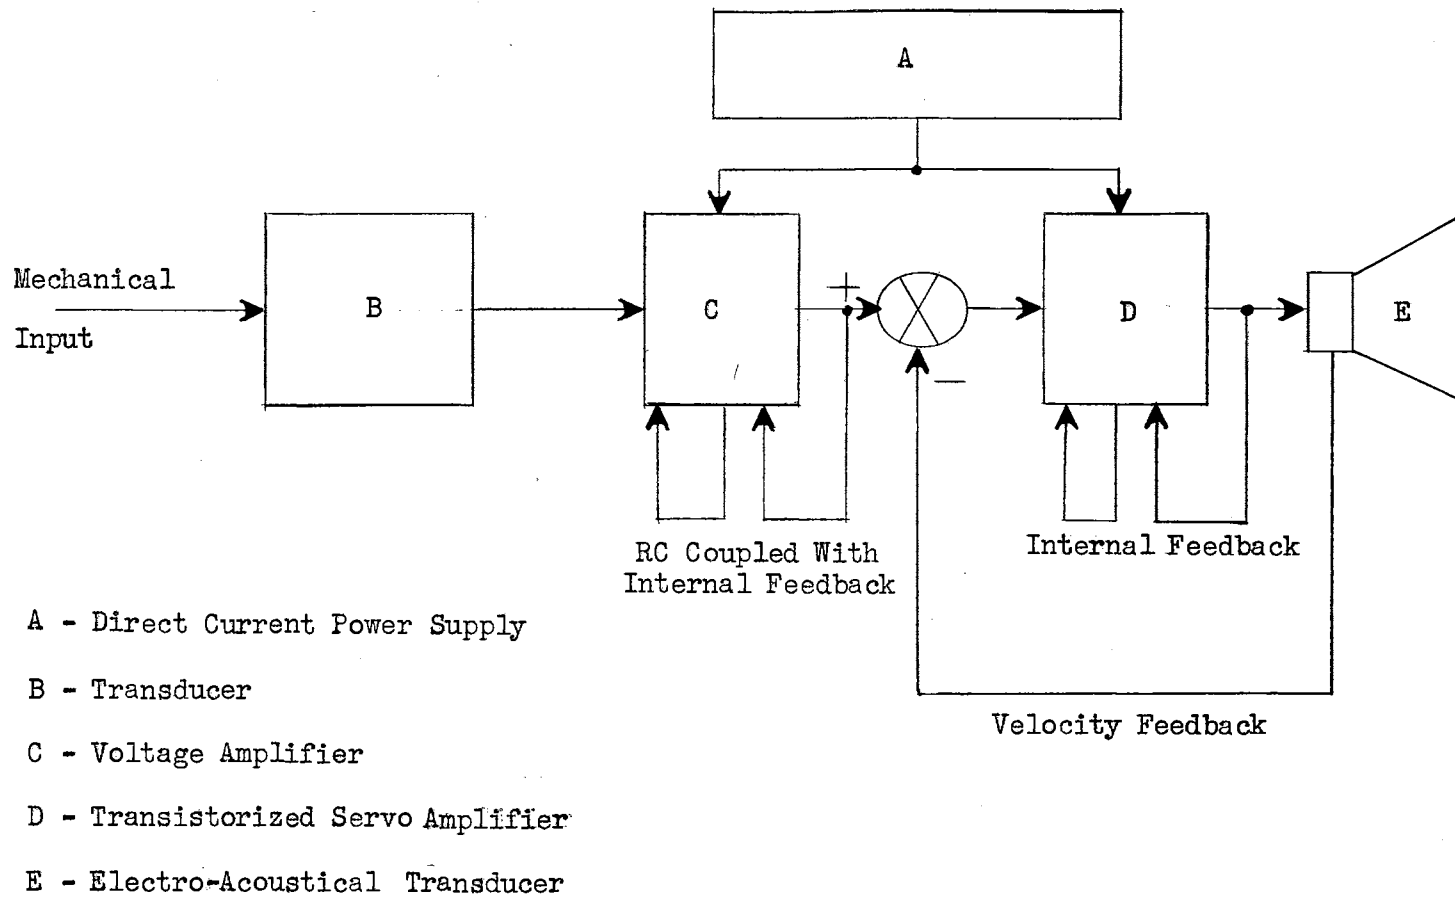 A
Mechanical
Input
B
C
+
−
D
E
RC Coupled With
Internal Feedback
Internal Feedback
Velocity Feedback
A - Direct Current Power Supply
B - Transducer
C - Voltage Amplifier
D - Transistorized Servo Amplifier
E - Electro-Acoustical Transducer